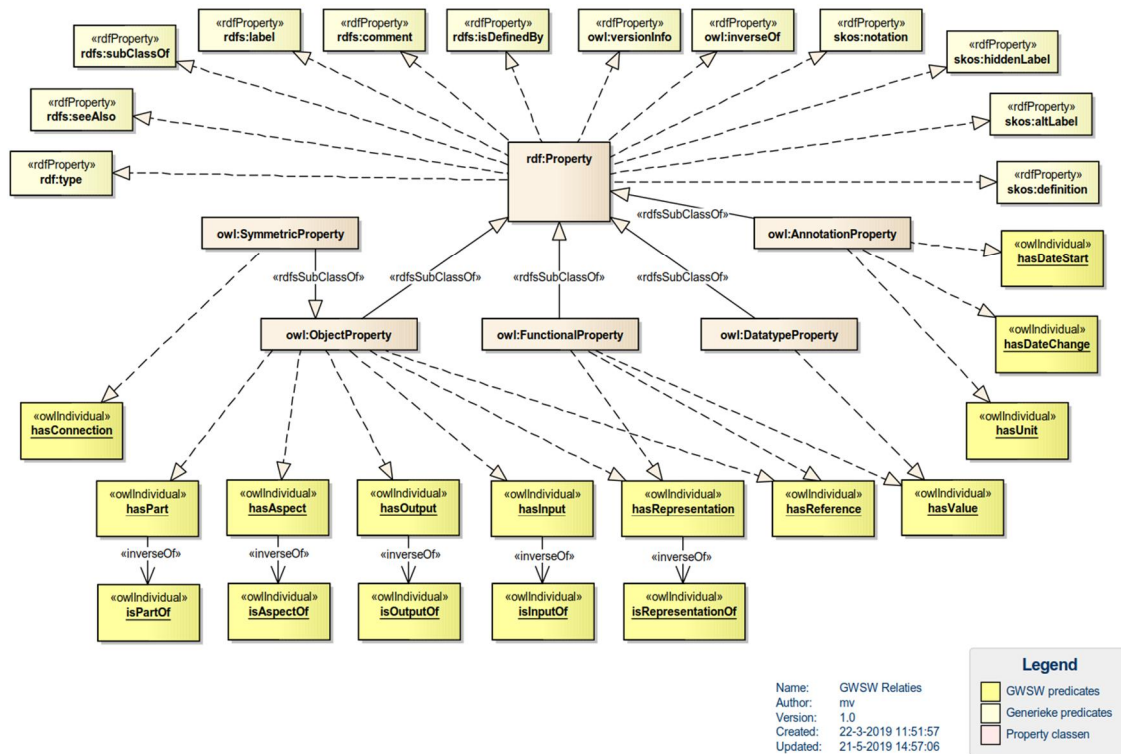 «rdfProperty»
rdfs:subClassOf
«rdfProperty»
rdfs:label
«rdfProperty»
rdfs:comment
«rdfProperty»
rdfs:isDefinedBy
«rdfProperty»
owl:versionInfo
«rdfProperty»
owl:inverseOf
«rdfProperty»
skos:notation
«rdfProperty»
skos:hiddenLabel
«rdfProperty»
rdfs:seeAlso
«rdfProperty»
skos:altLabel
«rdfProperty»
rdf:type
rdf:Property
«rdfProperty»
skos:definition
«rdfsSubClassOf»
owl:SymmetricProperty
owl:AnnotationProperty
«owlIndividual»
hasDateStart
«rdfsSubClassOf»
«rdfsSubClassOf»
«rdfsSubClassOf»
«rdfsSubClassOf»
owl:ObjectProperty
owl:FunctionalProperty
owl:DatatypeProperty
«owlIndividual»
hasDateChange
«owlIndividual»
hasConnection
«owlIndividual»
hasUnit
«owlIndividual»
hasPart
«owlIndividual»
hasAspect
«owlIndividual»
hasOutput
«owlIndividual»
hasInput
«owlIndividual»
hasRepresentation
«owlIndividual»
hasReference
«owlIndividual»
hasValue
«inverseOf»
«inverseOf»
«inverseOf»
«inverseOf»
«inverseOf»
«owlIndividual»
isPartOf
«owlIndividual»
isAspectOf
«owlIndividual»
isOutputOf
«owlIndividual»
isInputOf
«owlIndividual»
isRepresentationOf
Name: GWSW Relaties
Author: mv
Version: 1.0
Created: 22-3-2019 11:51:57
Updated: 21-5-2019 14:57:06
Legend
GWSW predicates
Generieke predicates
Property classen